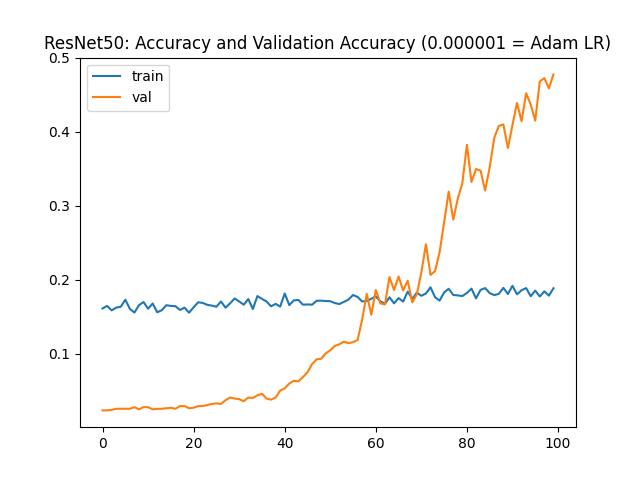 ResNet50: Accuracy and Validation Accuracy (0.000001 = Adam LR)
0.5
train
val
0.4
0.3
0.2
0.1
0 20 40 60 80 100